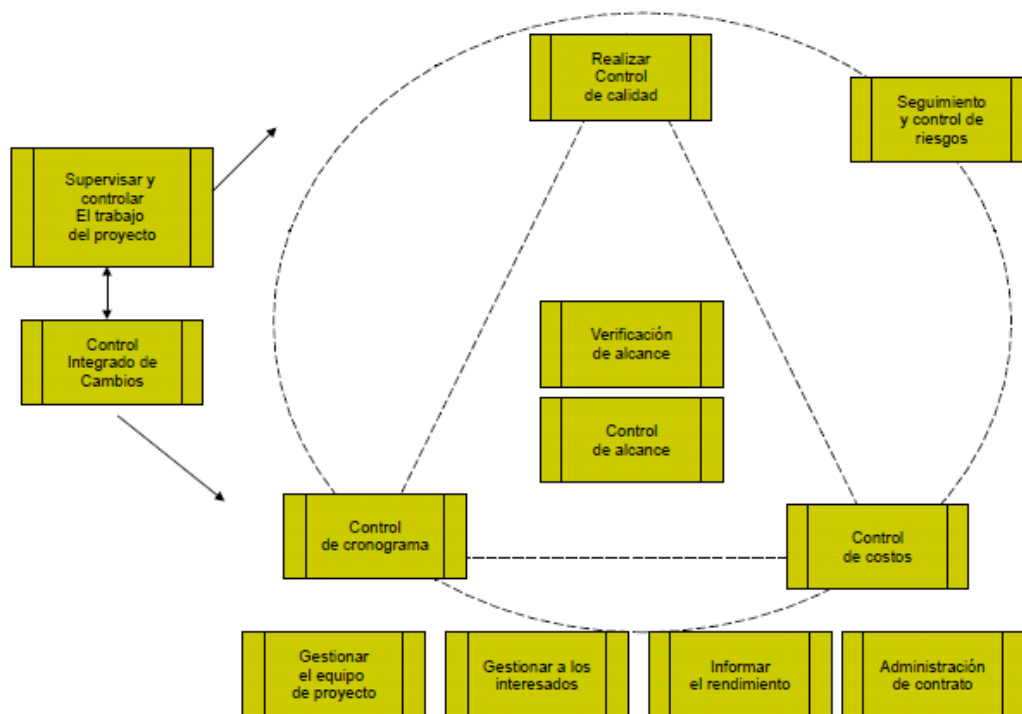 Realizar
Control
de calidad
Seguimiento
y control de
riesgos
Supervisar y
controlar
El trabajo
del proyecto
Control
Integrado de
Cambios
Verificación
de alcance
Control
de alcance
Control
de cronograma
Control
de costos
Gestionar
el equipo
de proyecto
Gestionar a los
interesados
Informar
el rendimiento
Administración
de contrato